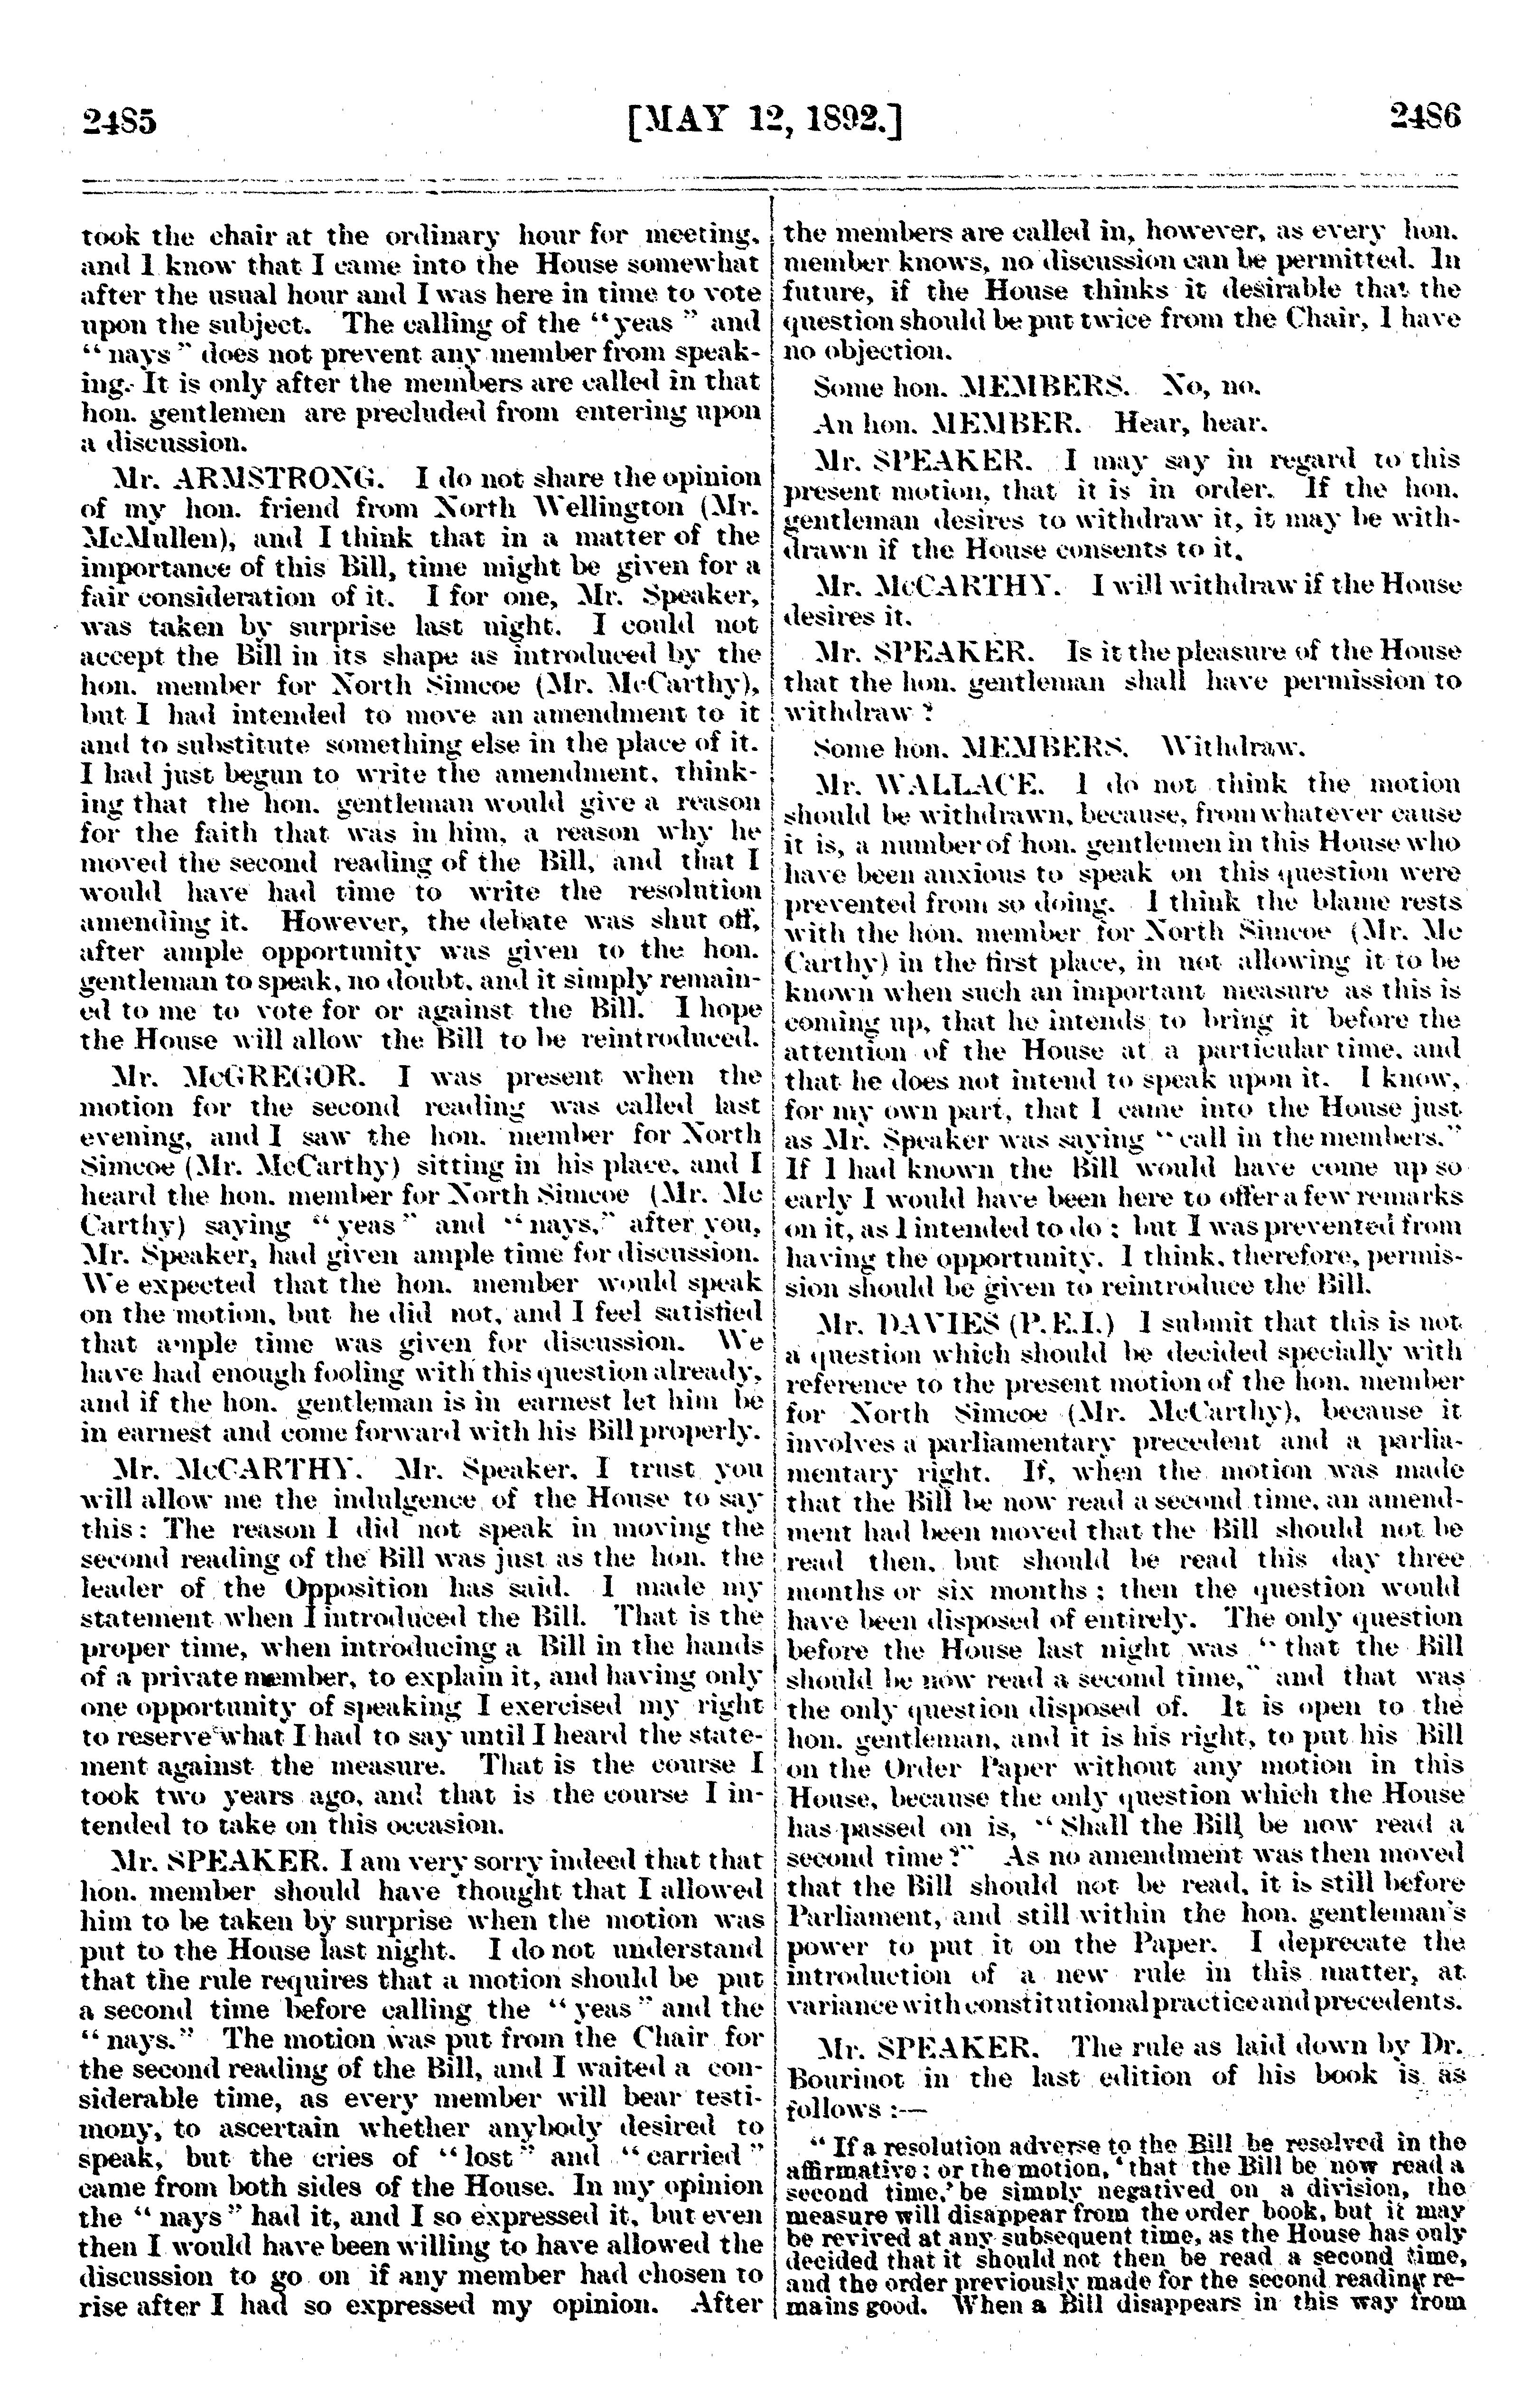 2485
[MAY 12, 1892.]
2486
took the chair at the ordinary hour for meeting,
and I know that I came into the House somewhat
after the usual hour and I was here in time to vote
upon the subject. The calling of the "yeas" and
"nays" does not prevent any member from speak-
ing. It is only after the members are called in that
hon. gentlemen are precluded from entering upon
a discussion.
Mr. ARMSTRONG. I do not share the opinion
of my hon. friend from North Wellington (Mr.
McMullen), and I think that in a matter of the
importance of this Bill, time might be given for a
fair consideration of it. I for one, Mr. Speaker,
was taken by surprise last night. I could not
accept the Bill in its shape as introduced by the
hon. member for North Simcoe (Mr. McCarthy),
but I had intended to move an amendment to it
and to substitute something else in the place of it.
I had just begun to write the amendment, think-
ing that the hon. gentleman would give a reason
for the faith that was in him, a reason why he
moved the second reading of the Bill, and that I
would have had time to write the resolution
amending it. However, the debate was shut off,
after ample opportunity was given to the hon.
gentleman to speak, no doubt, and it simply remain-
ed to me to vote for or against the Bill. I hope
the House will allow the Bill to be reintroduced.
Mr. McGREGOR. I was present when the
motion for the second reading was called last
evening, and I saw the hon. member for North
Simcoe (Mr. McCarthy) sitting in his place, and I
heard the hon. member for North Simcoe (Mr. Mc
Carthy) saying "yeas" and "nays," after you,
Mr. Speaker, had given ample time for discussion.
We expected that the hon. member would speak
on the motion, but he did not, and I feel satisfied
that ample time was given for discussion. We
have had enough fooling with this question already,
and if the hon. gentleman is in earnest let him be
in earnest and come forward with his Bill properly.
Mr. McCARTHY. Mr. Speaker, I trust you
will allow me the indulgence of the House to say
this: The reason I did not speak in moving the
second reading of the Bill was just as the hon. the
leader of the Opposition has said. I made my
statement when I introduced the Bill. That is the
proper time, when introducing a Bill in the hands
of a private member, to explain it, and having only
one opportunity of speaking I exercised my right
to reserve what I had to say until I heard the state-
ment against the measure. That is the course I
took two years ago, and that is the course I in-
tended to take on this occasion.
Mr. SPEAKER. I am very sorry indeed that that
hon. member should have thought that I allowed
him to be taken by surprise when the motion was
put to the House last night. I do not understand
that the rule requires that a motion should be put
a second time before calling the "yeas" and the
"nays." The motion was put from the Chair for
the second reading of the Bill, and I waited a con-
siderable time, as every member will bear testi-
mony, to ascertain whether anybody desired to
speak, but the cries of "lost" and "carried"
came from both sides of the House. In my opinion
the "nays" had it, and I so expressed it, but even
then I would have been willing to have allowed the
discussion to go on if any member had chosen to
rise after I had so expressed my opinion. After
the members are called in, however, as every hon.
member knows, no discussion can be permitted. In
future, if the House thinks it desirable that the
question should be put twice from the Chair, I have
no objection.
Some hon. MEMBERS. No, no.
An hon. MEMBER. Hear, hear.
Mr. SPEAKER. I may say in regard to this
present motion, that it is in order. If the hon.
gentleman desires to withdraw it, it may be with-
drawn if the House consents to it.
Mr. McCARTHY. I will withdraw if the House
desires it.
Mr. SPEAKER. Is it the pleasure of the House
that the hon. gentleman shall have permission to
withdraw?
Some hon. MEMBERS. Withdraw.
Mr. WALLACE. I do not think the motion
should be withdrawn, because, from whatever cause
it is, a number of hon. gentlemen in this House who
have been anxious to speak on this question were
prevented from so doing. I think the blame rests
with the hon. member for North Simcoe (Mr. Mc
Carthy) in the first place, in not allowing it to be
known when such an important measure as this is
coming up, that he intends to bring it before the
attention of the House at a particular time, and
that he does not intend to speak upon it. I know,
for my own part, that I came into the House just
as Mr. Speaker was saying "call in the members."
If I had known the Bill would have come up so
early I would have been here to offer a few remarks
on it, as I intended to do; but I was prevented from
having the opportunity. I think, therefore, permis-
sion should be given to reintroduce the Bill.
Mr. DAVIES (P.E.I.) I submit that this is not
a question which should be decided specially with
reference to the present motion of the hon. member
for North Simcoe (Mr. McCarthy), because it
involves a parliamentary precedent and a parlia-
mentary right. If, when the motion was made
that the Bill be now read a second time, an amend-
ment had been moved that the Bill should not be
read then, but should be read this day three
months or six months; then the question would
have been disposed of entirely. The only question
before the House last night was "that the Bill
should be now read a second time," and that was
the only question disposed of. It is open to the
hon. gentleman, and it is his right, to put his Bill
on the Order Paper without any motion in this
House, because the only question which the House
has passed on is, "Shall the Bill be now read a
second time?" As no amendment was then moved
that the Bill should not be read, it is still before
Parliament, and still within the hon. gentleman's
power to put it on the Paper. I deprecate the
introduction of a new rule in this matter, at
variance with constitutional practice and precedents.
Mr. SPEAKER. The rule as laid down by Dr.
Bourinot in the last edition of his book is as
follows:—
"If a resolution adverse to the Bill be resolved in the
affirmative: or the motion, 'that the Bill be now read a
second time,' be simply negatived on a division, the
measure will disappear from the order book, but it may
be revived at any subsequent time, as the House has only
decided that it should not then be read a second time,
and the order previously made for the second reading re-
mains good. When a Bill disappears in this way from